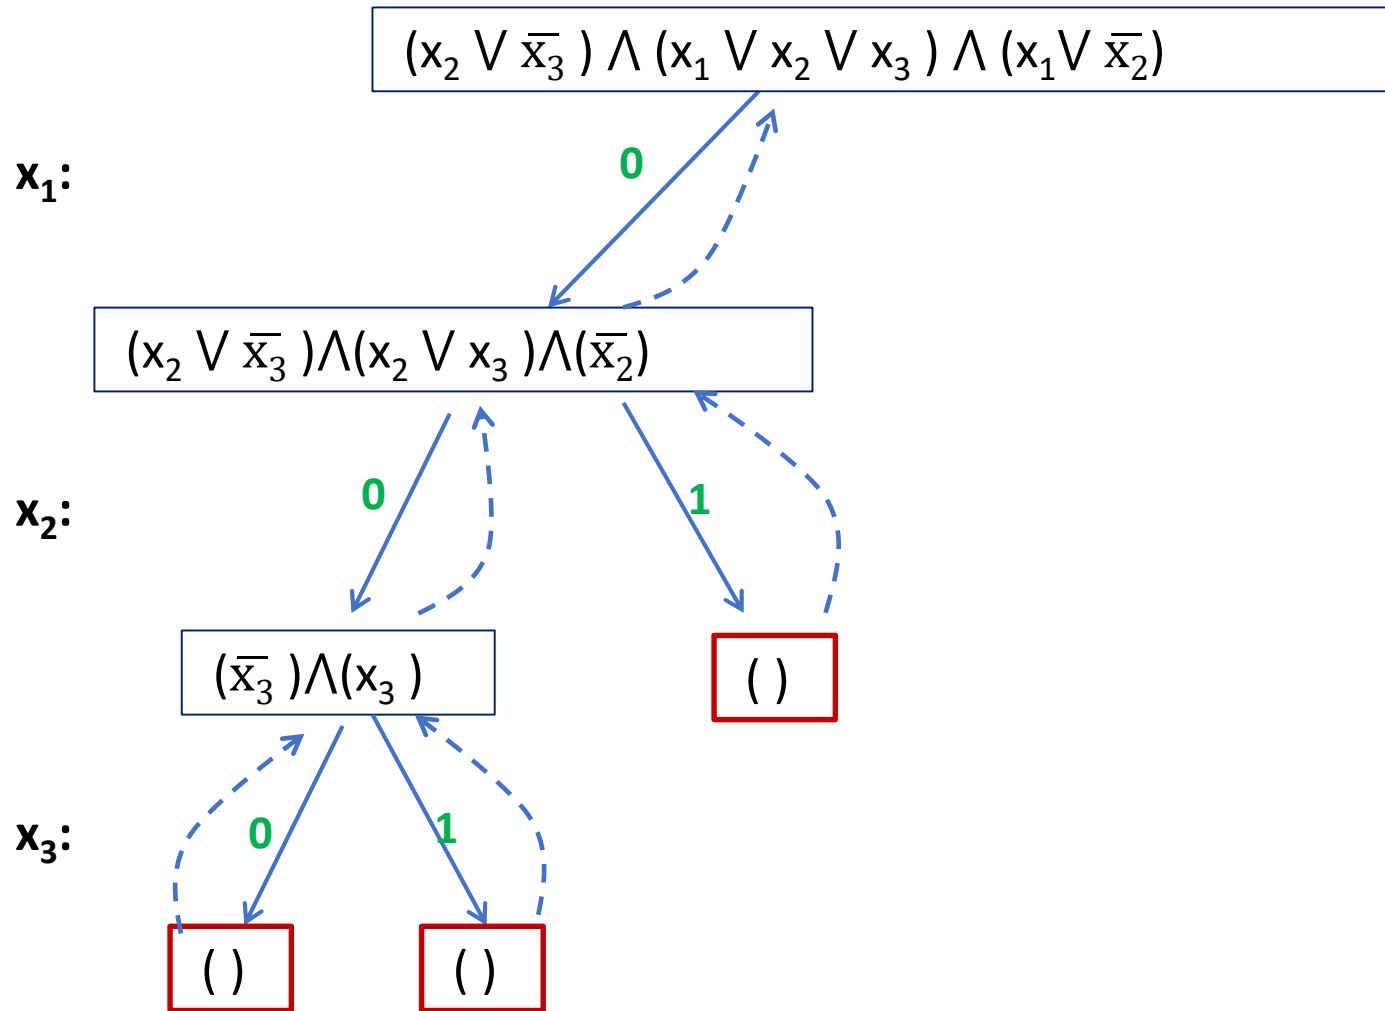 (x₂ ⋁ x̅₃ ) ⋀ (x₁ ⋁ x₂ ⋁ x₃ ) ⋀ (x₁⋁ x̅₂)
0
x₁:
(x₂ ⋁ x̅₃ )⋀(x₂ ⋁ x₃ )⋀(x̅₂)
0 1
x₂:
(x̅₃ )⋀(x₃ ) ( )
x₃: 0 1
( ) ( )